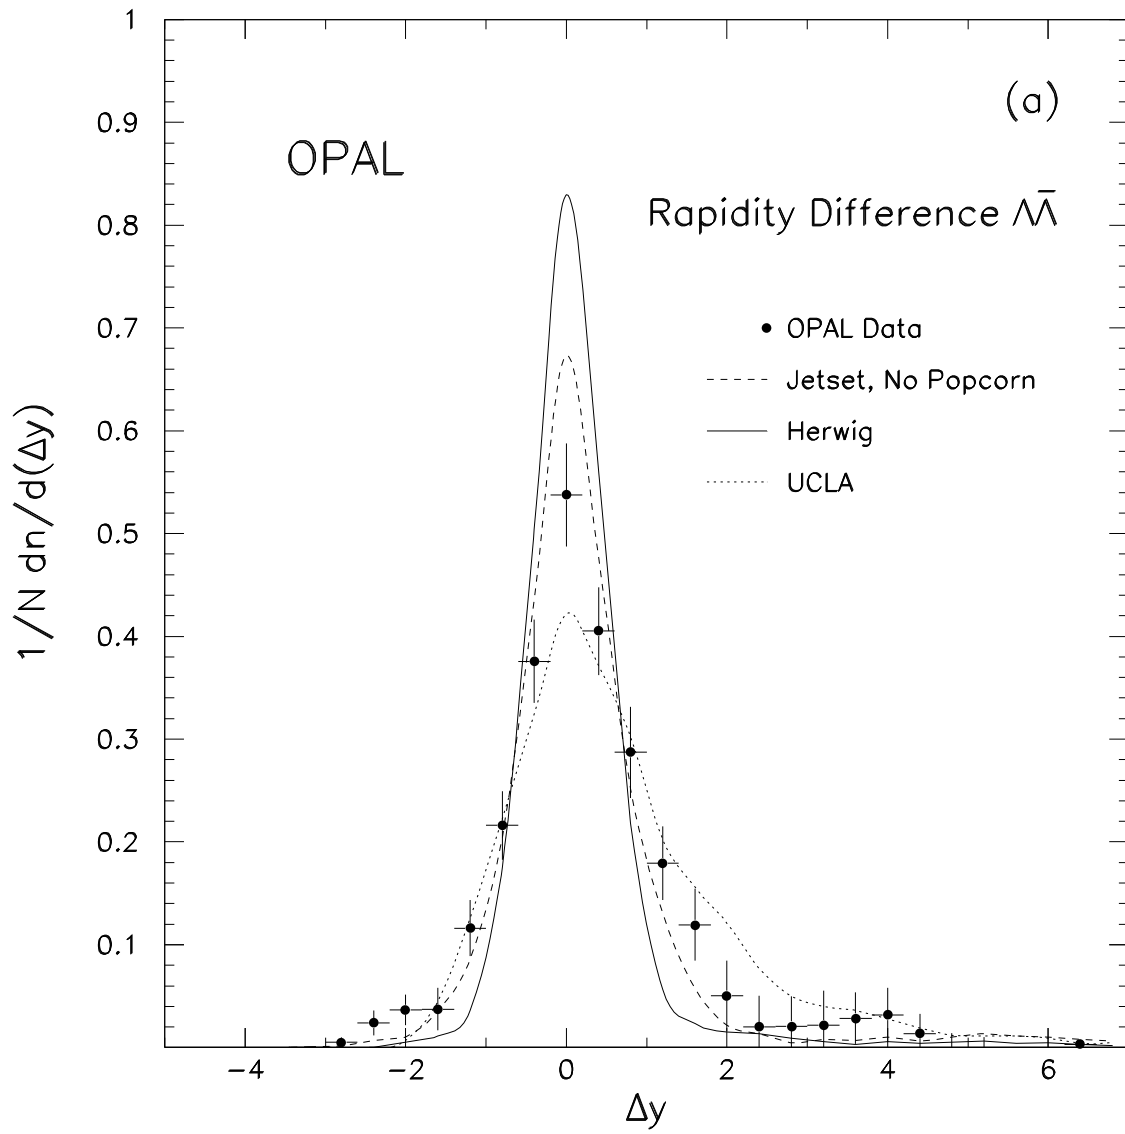 1
(a)
0.9
OPAL
Rapidity Difference ΛΛ̄
0.8
0.7
OPAL Data
Jetset, No Popcorn
0.6
Herwig
UCLA
0.5
0.4
0.3
0.2
0.1
1/N dn/d(Δy)
−4
−2
0
2
4
6
Δy